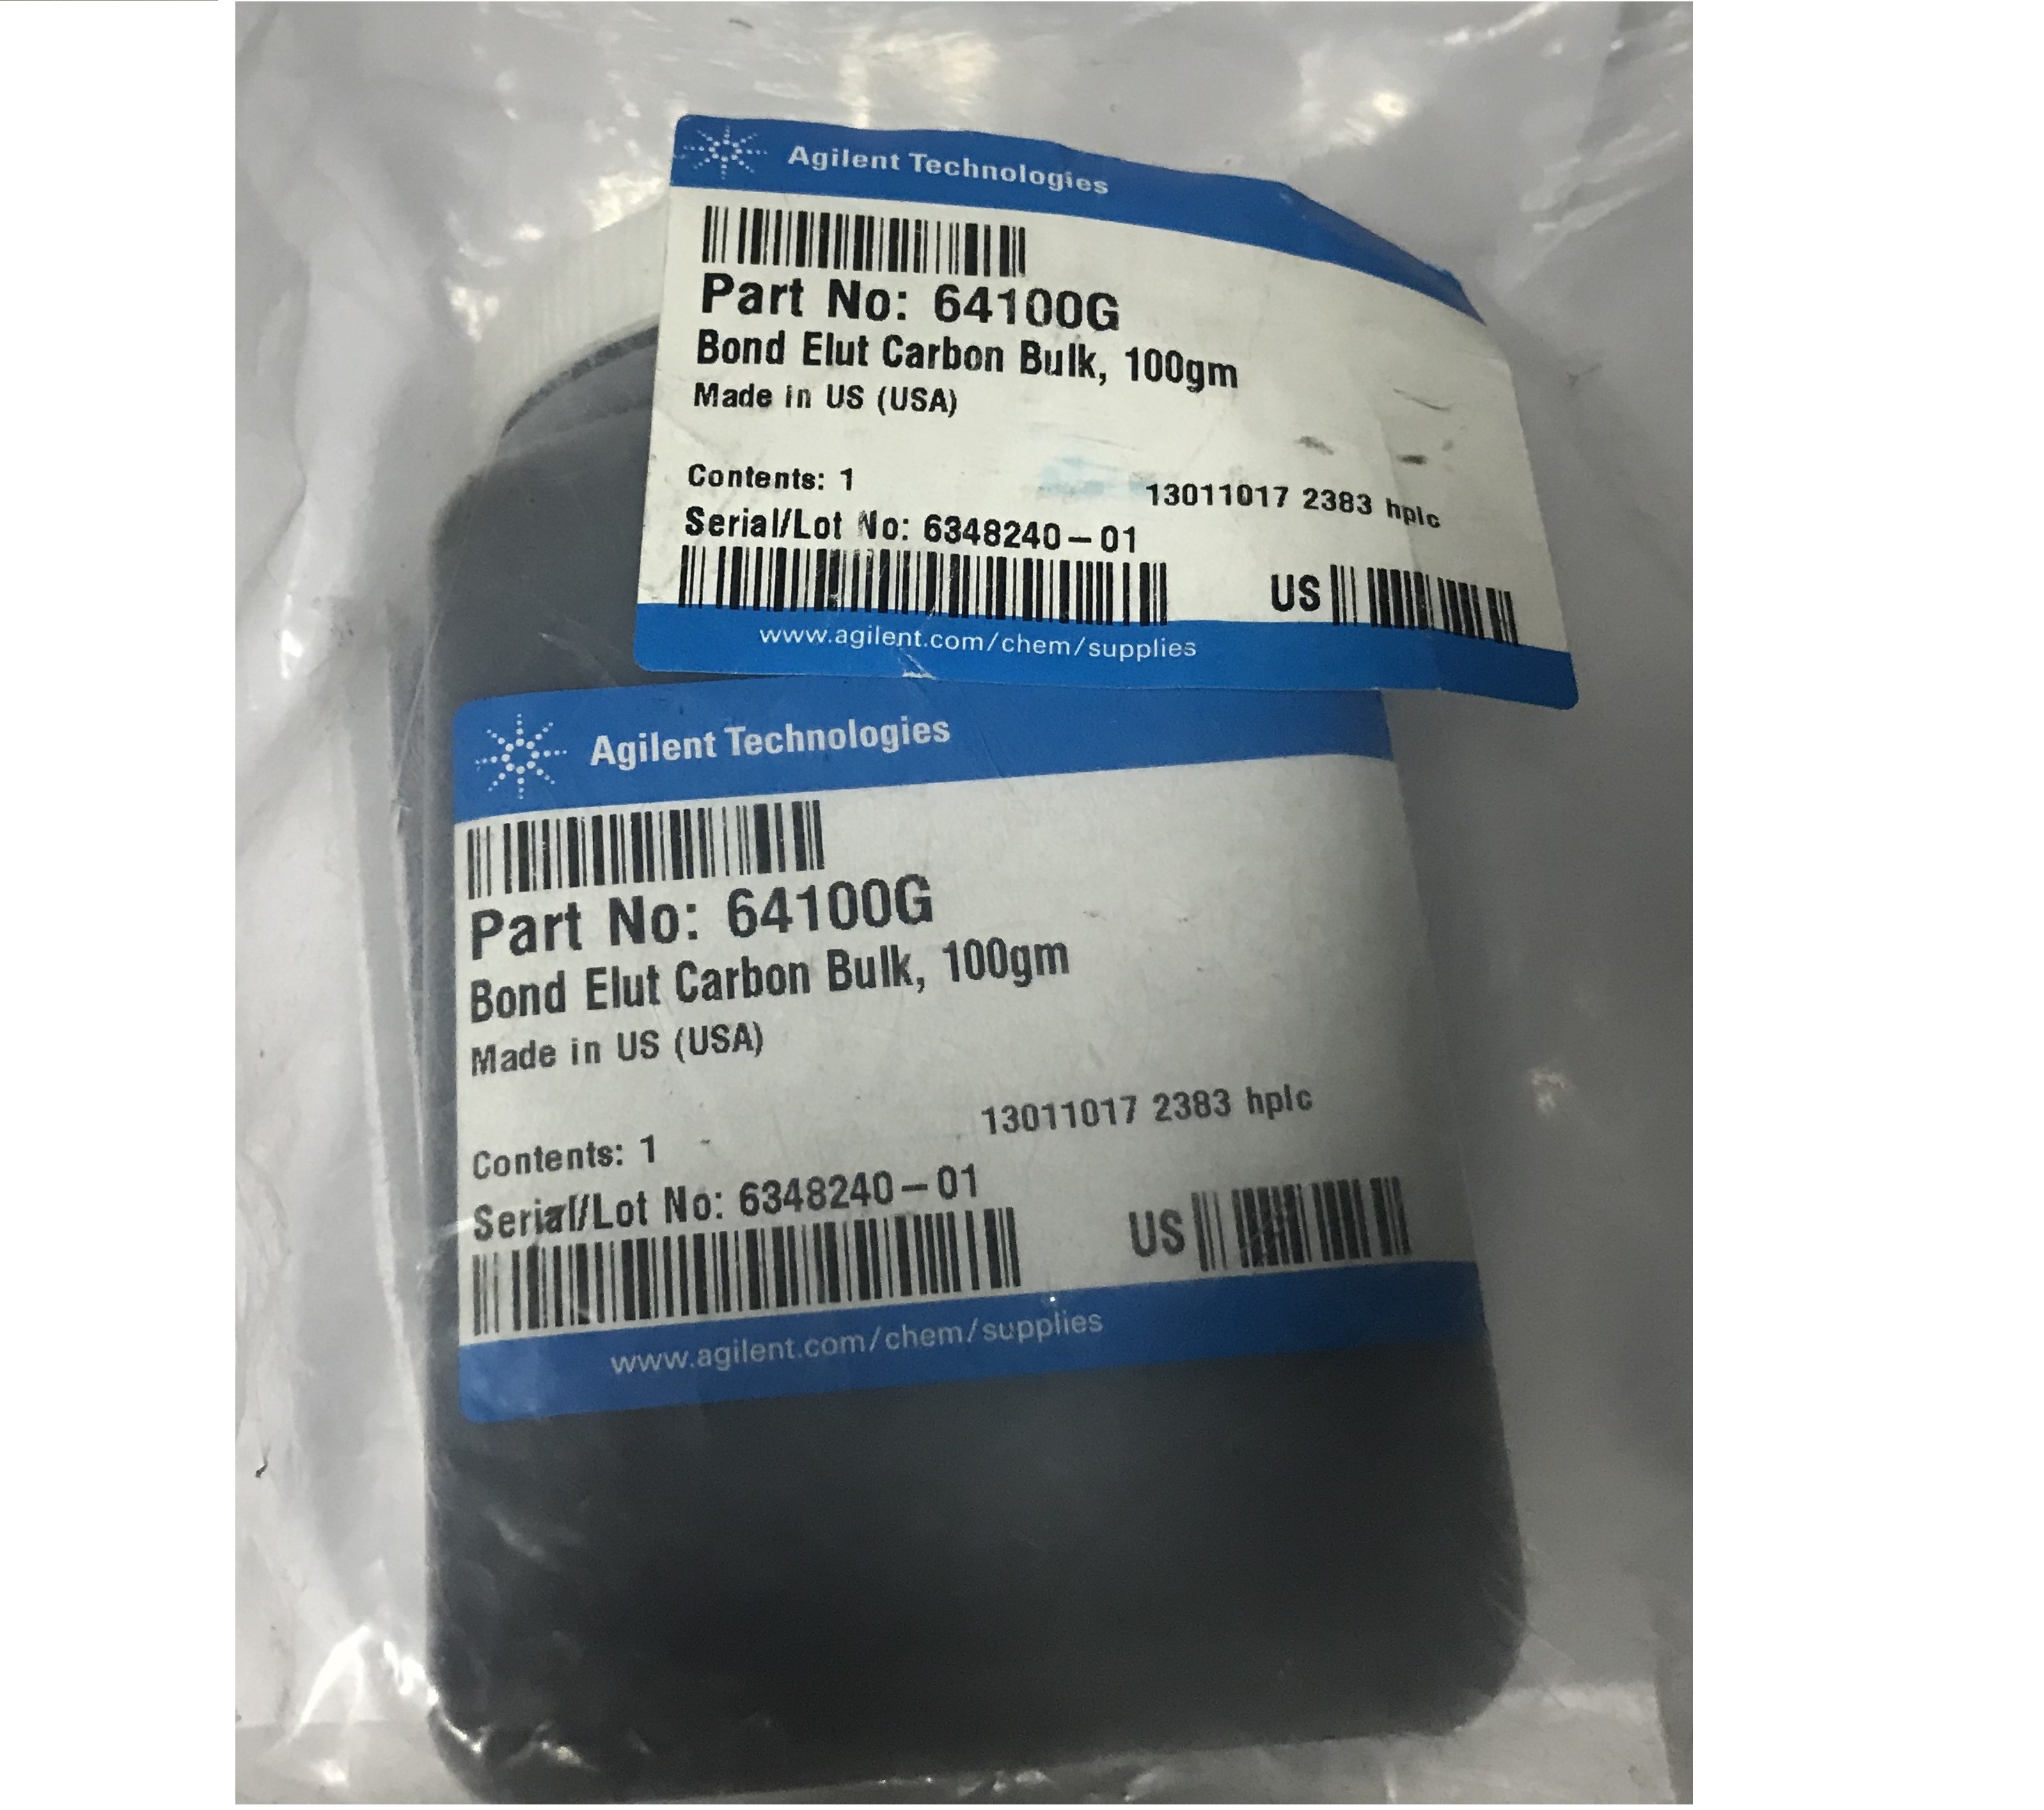 Agilent Technologies
Part No: 64100G
Bond Elut Carbon Bulk, 100gm
Made in US (USA)
Contents: 1
13011017 2383 hplc
Serial/Lot No: 6348240-01
US
www.agilent.com/chem/supplies
Agilent Technologies
Part No: 64100G
Bond Elut Carbon Bulk, 100gm
Made in US (USA)
13011017 2383 hplc
Contents: 1
Serial/Lot No: 6348240-01
US
www.agilent.com/chem/supplies